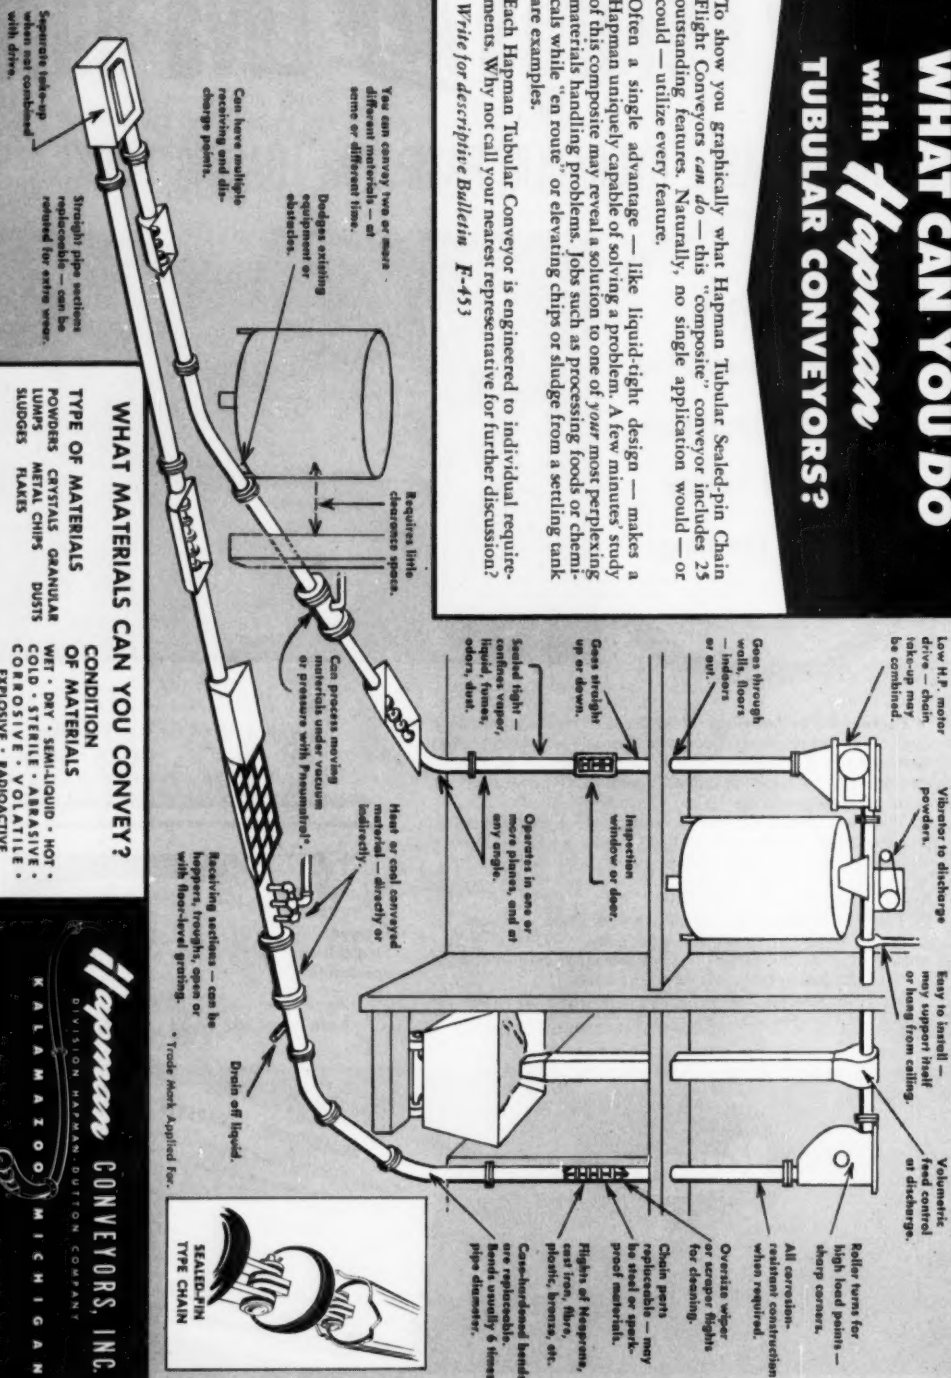 WHAT CAN YOU DO
with Hapman
TUBULAR CONVEYORS?
To show you graphically what Hapman Tubular Sealed-pin Chain
Flight Conveyors can do — this "composite" conveyor includes 25
outstanding features. Naturally, no single application would — or
could — utilize every feature.
Often a single advantage — like liquid-tight design — makes a
Hapman uniquely capable of solving a problem. A few minutes' study
of this composite may reveal a solution to one of your most perplexing
materials handling problems. Jobs such as processing foods or chemi-
cals while "en route" or elevating chips or sludge from a settling tank
are examples.
Each Hapman Tubular Conveyor is engineered to individual require-
ments. Why not call your nearest representative for further discussion?
Write for descriptive Bulletin F-453
Low H.P. motor
drive — chain
take-up may
be combined.
Vibrator to discharge
powders.
Easy to install —
may support itself
or hang from ceiling.
Volumetric
feed control
at discharge.
Roller turns for
high load points —
sharp corners.
All corrosion-
resistant construction
when required.
Oversize wiper
or scraper flights
for cleaning.
Chain parts
replaceable — may
be steel or spark-
proof materials.
Flights of Neoprene,
cast iron, fibre,
plastic, bronze, etc.
Case-hardened bends
are replaceable.
Bends usually 6 times
pipe diameter.
Goes through
walls, floors
— indoors
or out.
Goes straight
up or down.
Sealed tight —
confines vapor,
liquid, fumes,
odors, dust.
Inspection
window or door.
Operates in one or
more planes, and at
any angle.
Requires little
clearance space.
You can convey two or more
different materials — at
same or different time.
Dodges existing
equipment or
obstacles.
Can have multiple
receiving and dis-
charge points.
Separate take-up
when not combined
with drive.
Straight pipe sections
replaceable — can be
rotated for extra wear.
Can process moving
materials under vacuum
or pressure with Pneumatrol*.
Heat or cool conveyed
material — directly or
indirectly.
Receiving sections — can be
hoppers, troughs, open or
with floor-level grating.
Drain off liquid.
* Trade Mark Applied For.
SEALED-PIN
TYPE CHAIN
WHAT MATERIALS CAN YOU CONVEY?
TYPE OF MATERIALS
POWDERS CRYSTALS GRANULAR
LUMPS METAL CHIPS DUSTS
SLUDGES FLAKES
CONDITION
OF MATERIALS
WET • DRY • SEMI-LIQUID • HOT •
COLD • STERILE • ABRASIVE •
CORROSIVE • VOLATILE •
EXPLOSIVE • RADIOACTIVE
Hapman CONVEYORS, INC.
DIVISION HAPMAN-DUTTON COMPANY
KALAMAZOO MICHIGAN